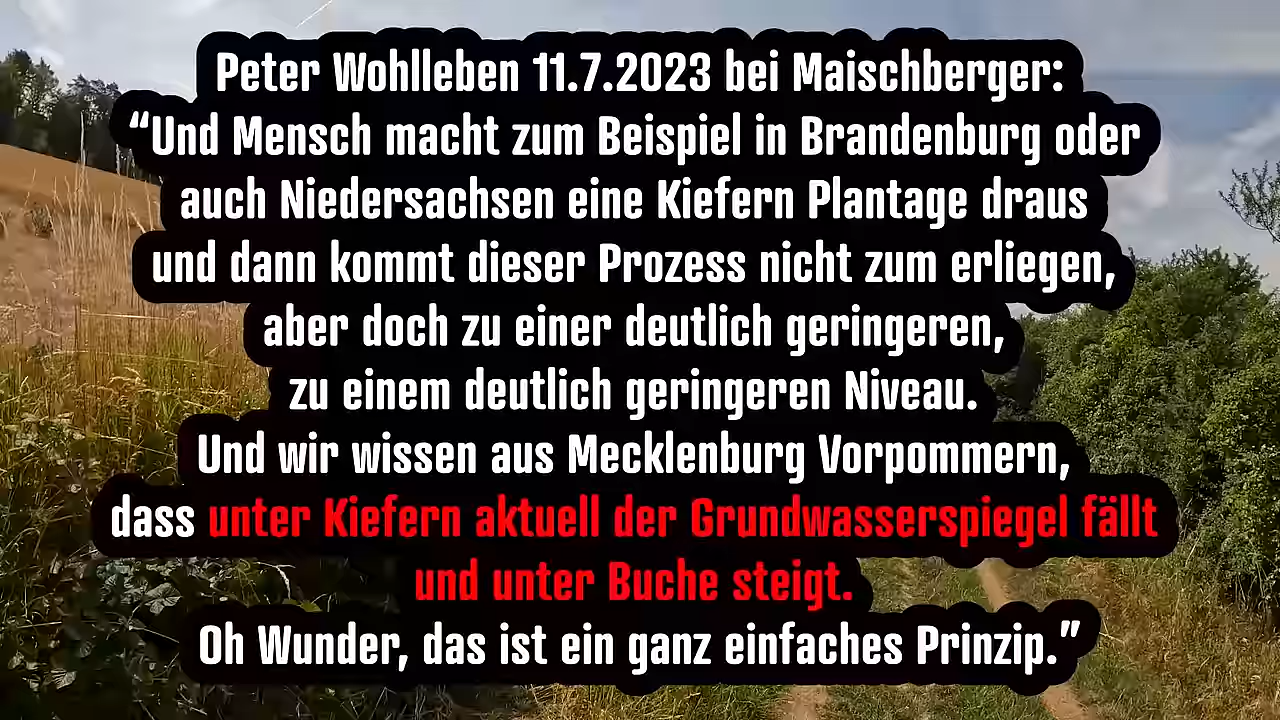 Peter Wohlleben 11.7.2023 bei Maischberger:
“Und Mensch macht zum Beispiel in Brandenburg oder
auch Niedersachsen eine Kiefern Plantage draus
und dann kommt dieser Prozess nicht zum erliegen,
aber doch zu einer deutlich geringeren,
zu einem deutlich geringeren Niveau.
Und wir wissen aus Mecklenburg Vorpommern,
dass unter Kiefern aktuell der Grundwasserspiegel fällt
und unter Buche steigt.
Oh Wunder, das ist ein ganz einfaches Prinzip.”